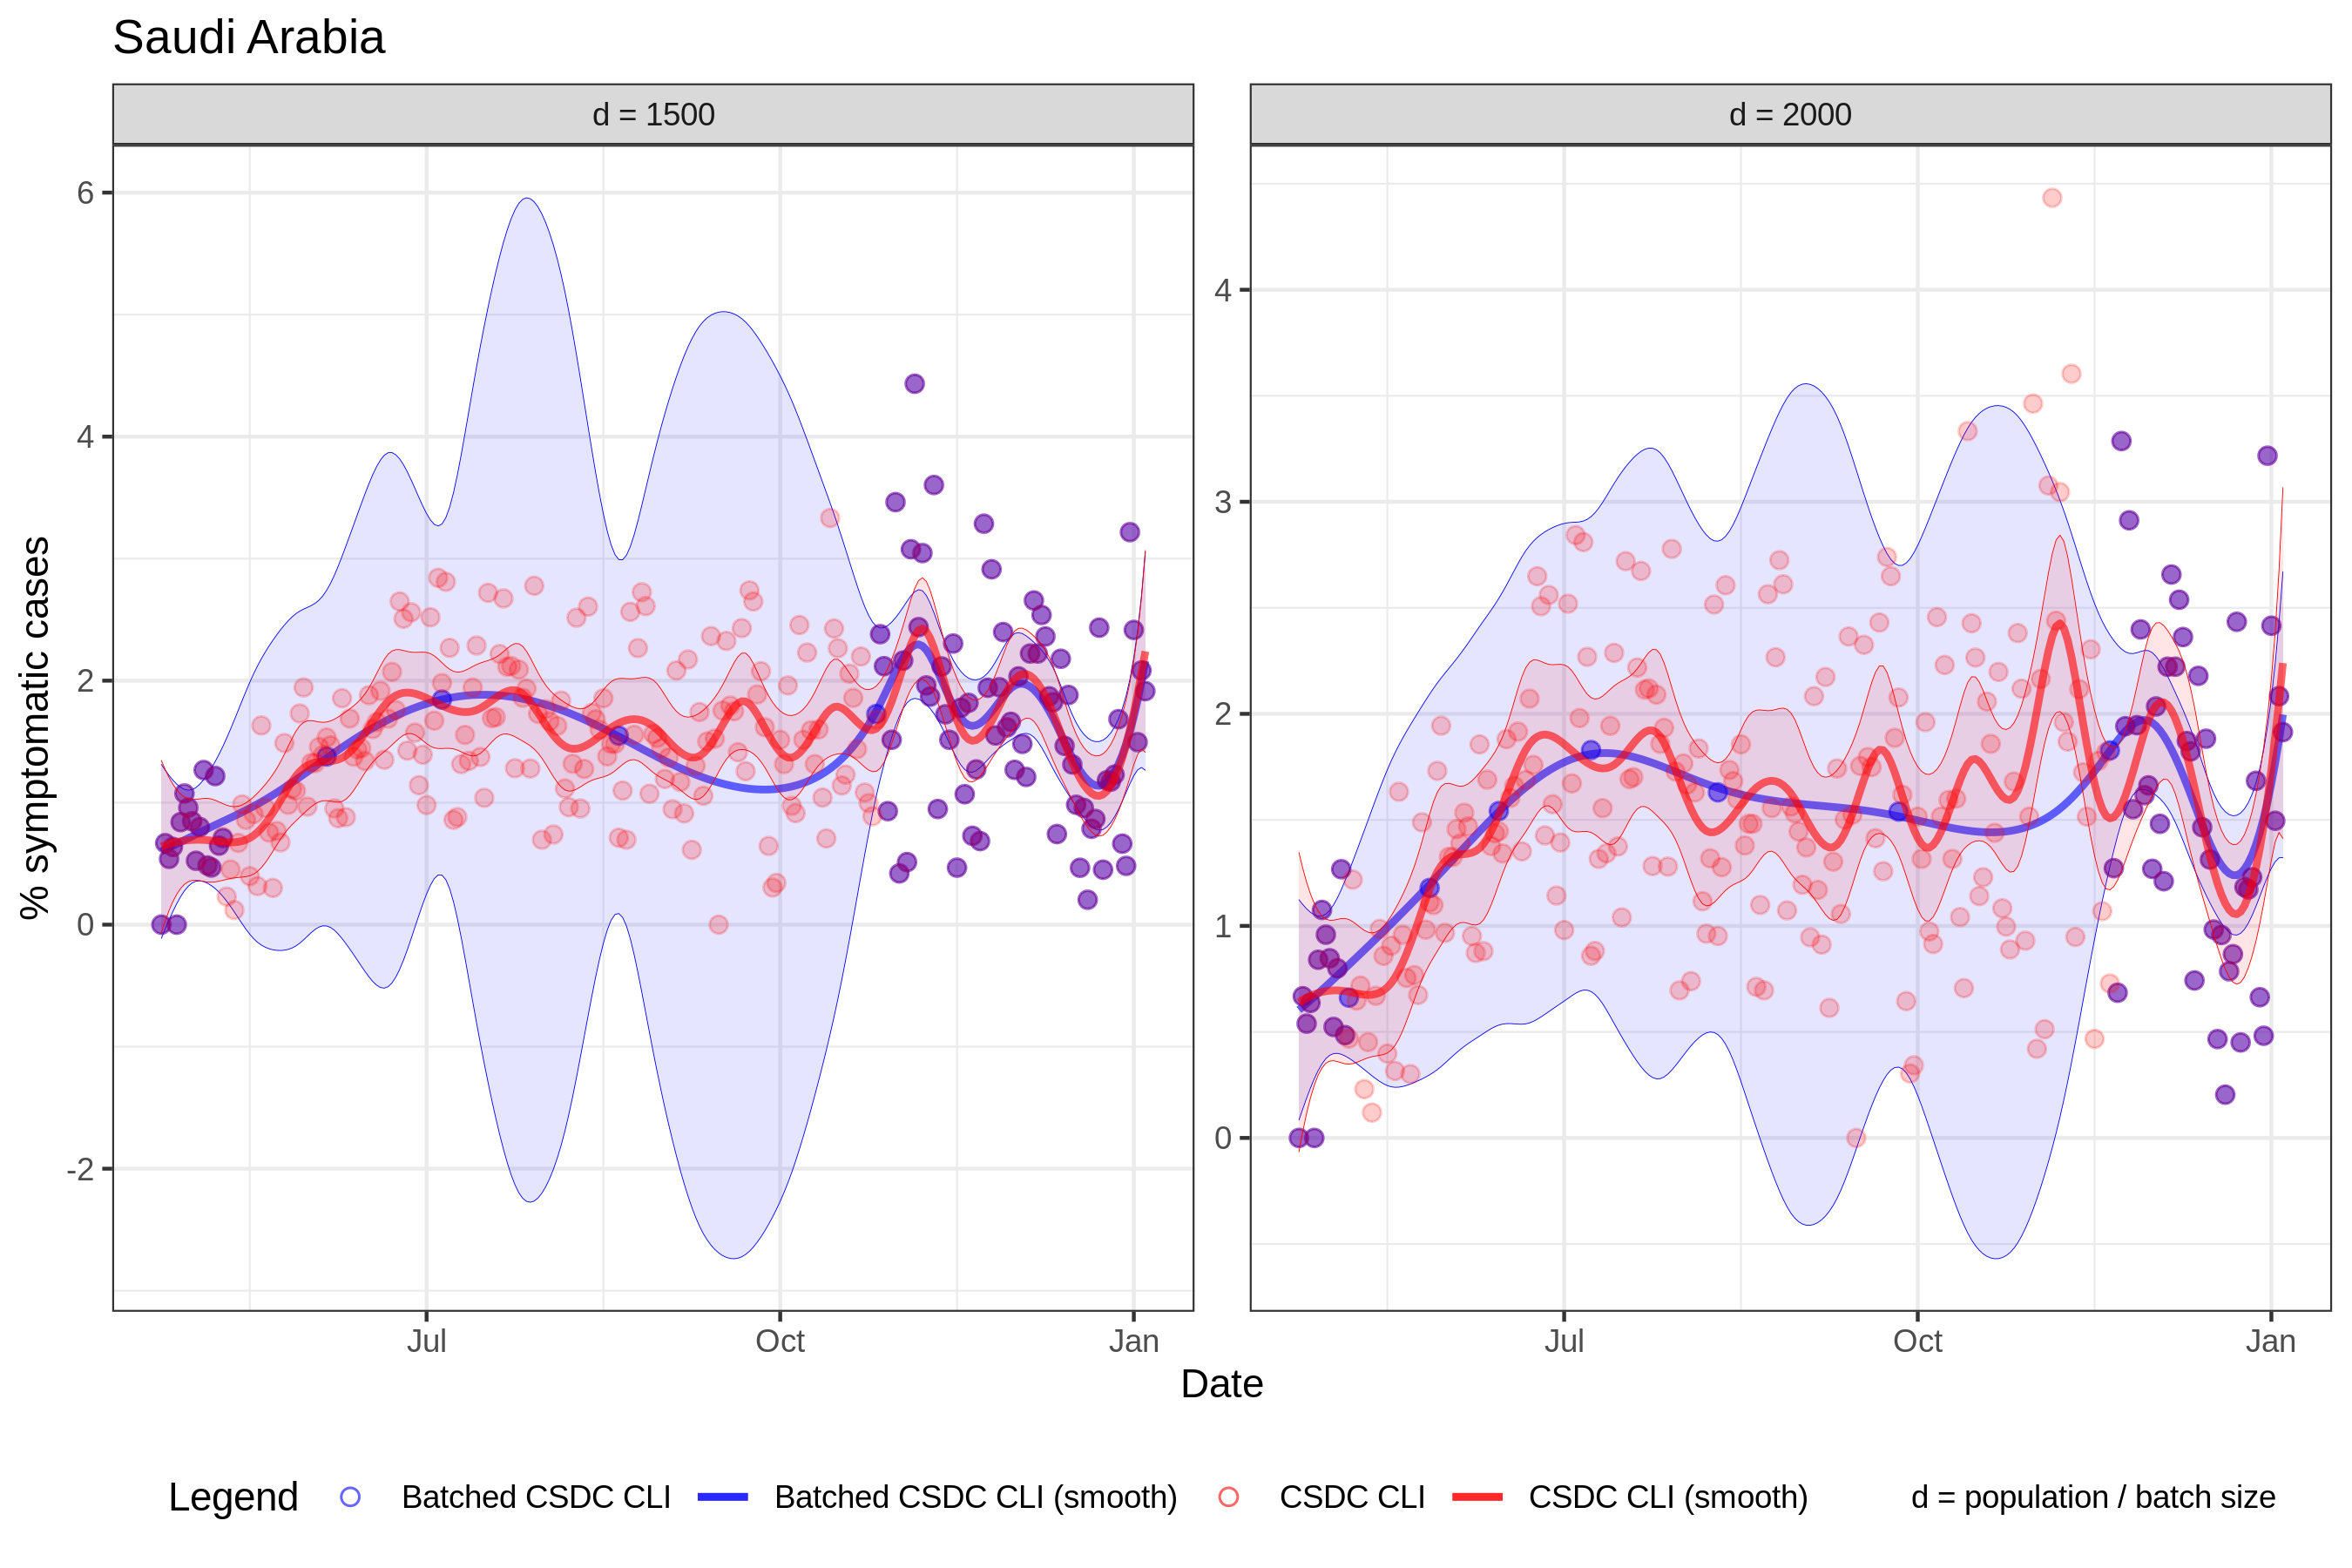 Saudi Arabia
d = 1500
d = 2000
% symptomatic cases
6
4
2
0
-2
4
3
2
1
0
Jul
Oct
Jan
Jul
Oct
Jan
Date
Legend
Batched CSDC CLI
Batched CSDC CLI (smooth)
CSDC CLI
CSDC CLI (smooth)
d = population / batch size